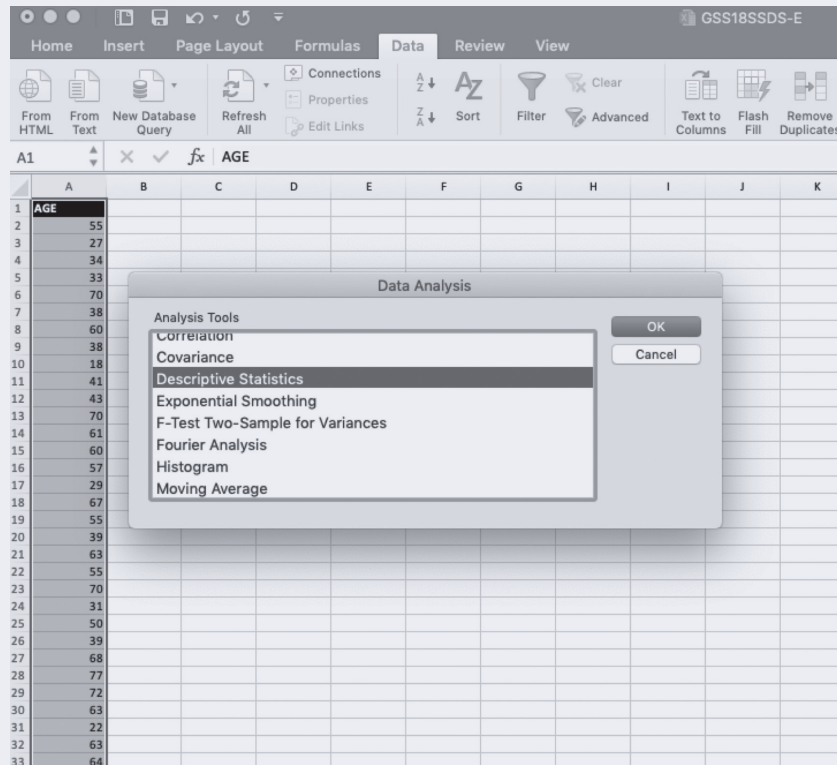 GSS18SSDS-E
Home Insert Page Layout Formulas Data Review View
From HTML
From Text
New Database Query
Refresh All
Connections
Properties
Edit Links
A Z
Z A
AZ
Sort
Filter
Clear
Advanced
Text to Columns
Flash Fill
Remove Duplicates
A1 fx AGE
A B C D E F G H I J K
1 AGE
2 55
3 27
4 34
5 33
6 70
7 38
8 60
9 38
10 18
11 41
12 43
13 70
14 61
15 60
16 57
17 29
18 67
19 55
20 39
21 63
22 55
23 70
24 31
25 50
26 39
27 68
28 77
29 72
30 63
31 22
32 63
33 64
Data Analysis
Analysis Tools
Correlation
Covariance
Descriptive Statistics
Exponential Smoothing
F-Test Two-Sample for Variances
Fourier Analysis
Histogram
Moving Average
OK
Cancel